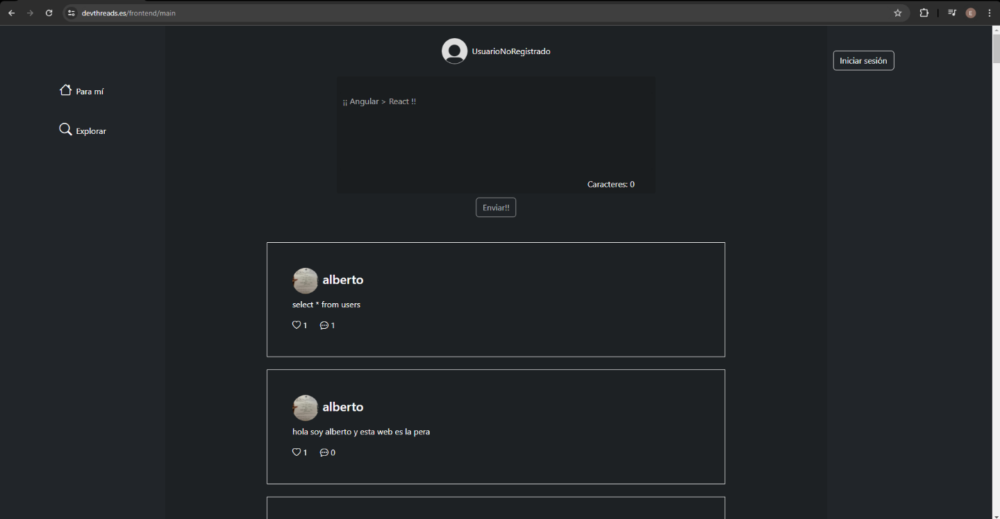 devthreads.es/frontend/main
E
UsuarioNoRegistrado
Iniciar sesión
Para mí
Explorar
¡¡ Angular > React !!
Caracteres: 0
Enviar!!
alberto
select * from users
1 1
alberto
hola soy alberto y esta web es la pera
1 0